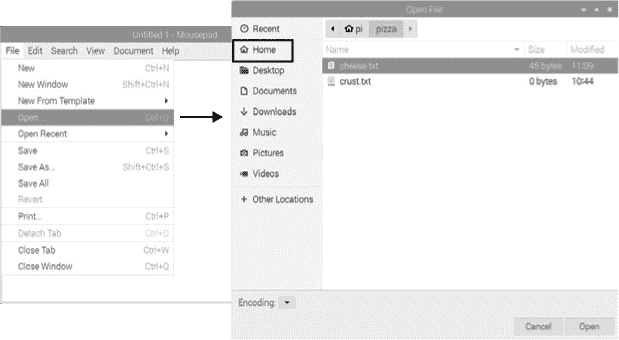 Untitled 1 - Mousepad
File Edit Search View Document Help
New Ctrl+N
New Window Shift+Ctrl+N
New From Template
Open... Ctrl+O
Open Recent
Save Ctrl+S
Save As... Shift+Ctrl+S
Save All
Revert
Print... Ctrl+P
Detach Tab Ctrl+D
Close Tab Ctrl+W
Close Window Ctrl+Q
Open File
Recent
Home
Desktop
Documents
Downloads
Music
Pictures
Videos
+ Other Locations
pi pizza
Name Size Modified
cheese.txt 45 bytes 11:09
crust.txt 0 bytes 10:44
Encoding:
Cancel Open